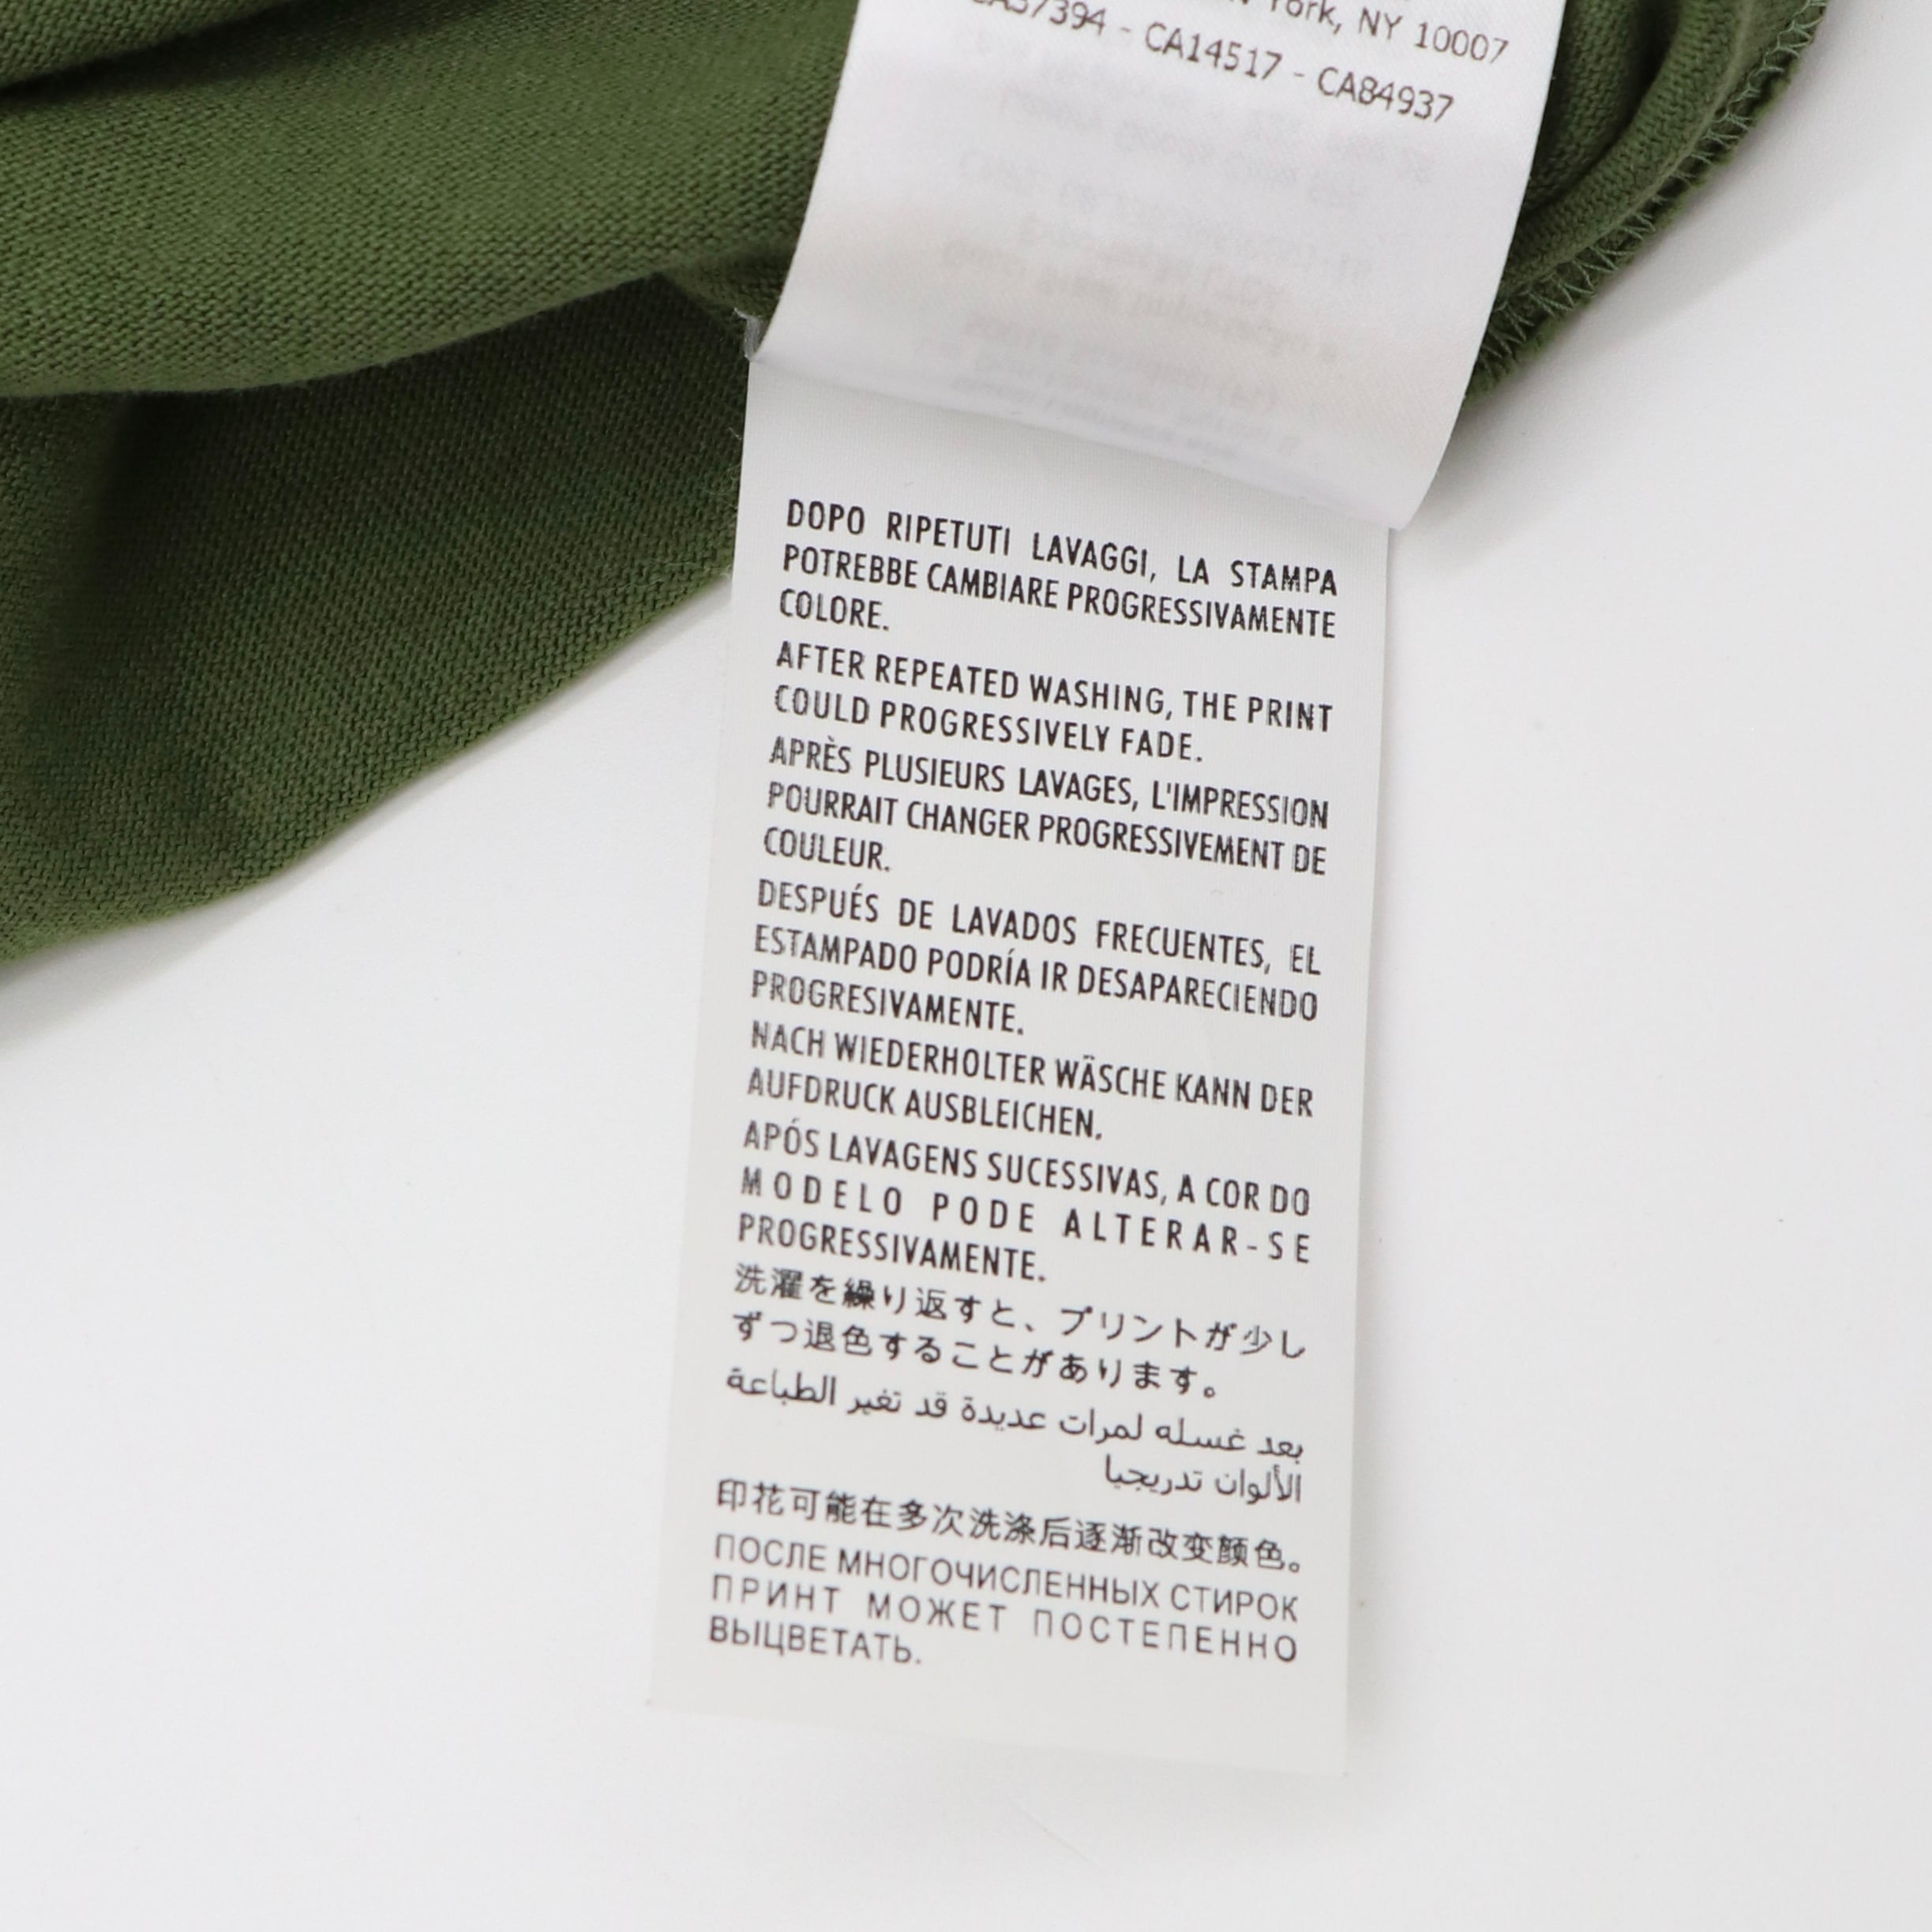 York, NY 10007
CA57394 - CA14517 - CA84937
DOPO RIPETUTI LAVAGGI, LA STAMPA
POTREBBE CAMBIARE PROGRESSIVAMENTE
COLORE.
AFTER REPEATED WASHING, THE PRINT
COULD PROGRESSIVELY FADE.
APRÈS PLUSIEURS LAVAGES, L'IMPRESSION
POURRAIT CHANGER PROGRESSIVEMENT DE
COULEUR.
DESPUÉS DE LAVADOS FRECUENTES, EL
ESTAMPADO PODRÍA IR DESAPARECIENDO
PROGRESIVAMENTE.
NACH WIEDERHOLTER WÄSCHE KANN DER
AUFDRUCK AUSBLEICHEN.
APÓS LAVAGENS SUCESSIVAS, A COR DO
MODELO PODE ALTERAR-SE
PROGRESSIVAMENTE.
洗濯を繰り返すと、プリントが少し
ずつ退色することがあります。
بعد غسله لمرات عديدة قد تغير الطباعة
الألوان تدريجيا
印花可能在多次洗涤后逐渐改变颜色。
ПОСЛЕ МНОГОЧИСЛЕННЫХ СТИРОК
ПРИНТ МОЖЕТ ПОСТЕПЕННО
ВЫЦВЕТАТЬ.